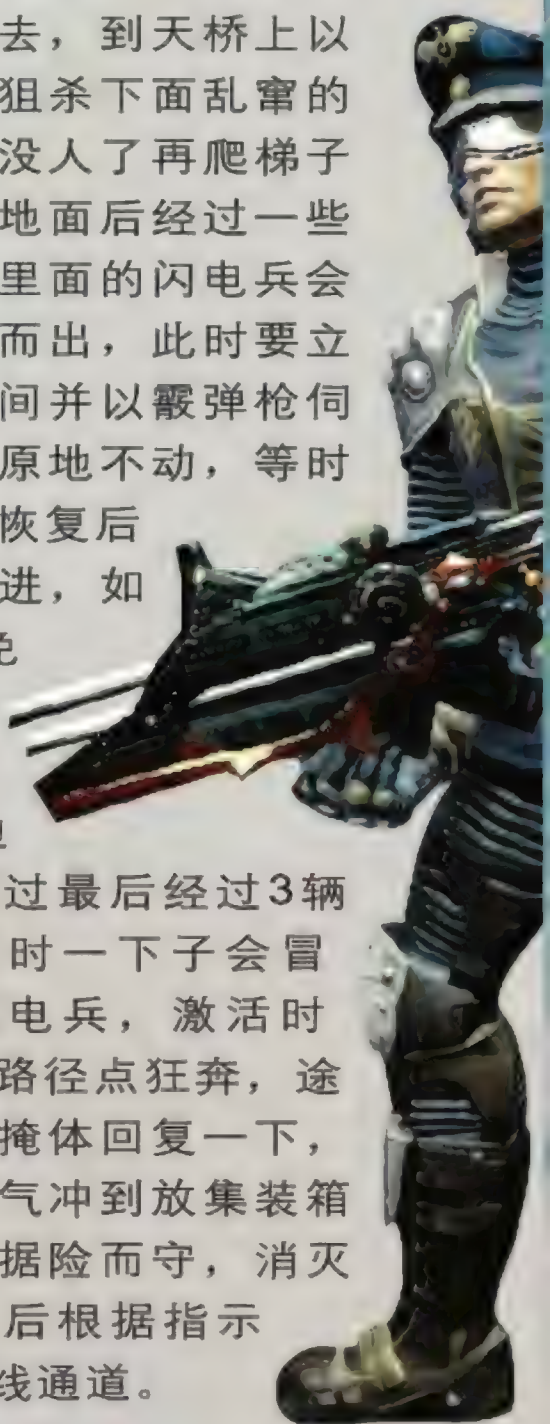 去，到天桥上以
狙杀下面乱窜的
没人了再爬梯子
地面后经过一些
里面的闪电兵会
而出，此时要立
间并以霰弹枪伺
原地不动，等时
恢复后
进，如
过最后经过3辆
时一下子会冒
电兵，激活时
路径点狂奔，途
掩体回复一下，
气冲到放集装箱
据险而守，消灭
后根据指示
线通道。